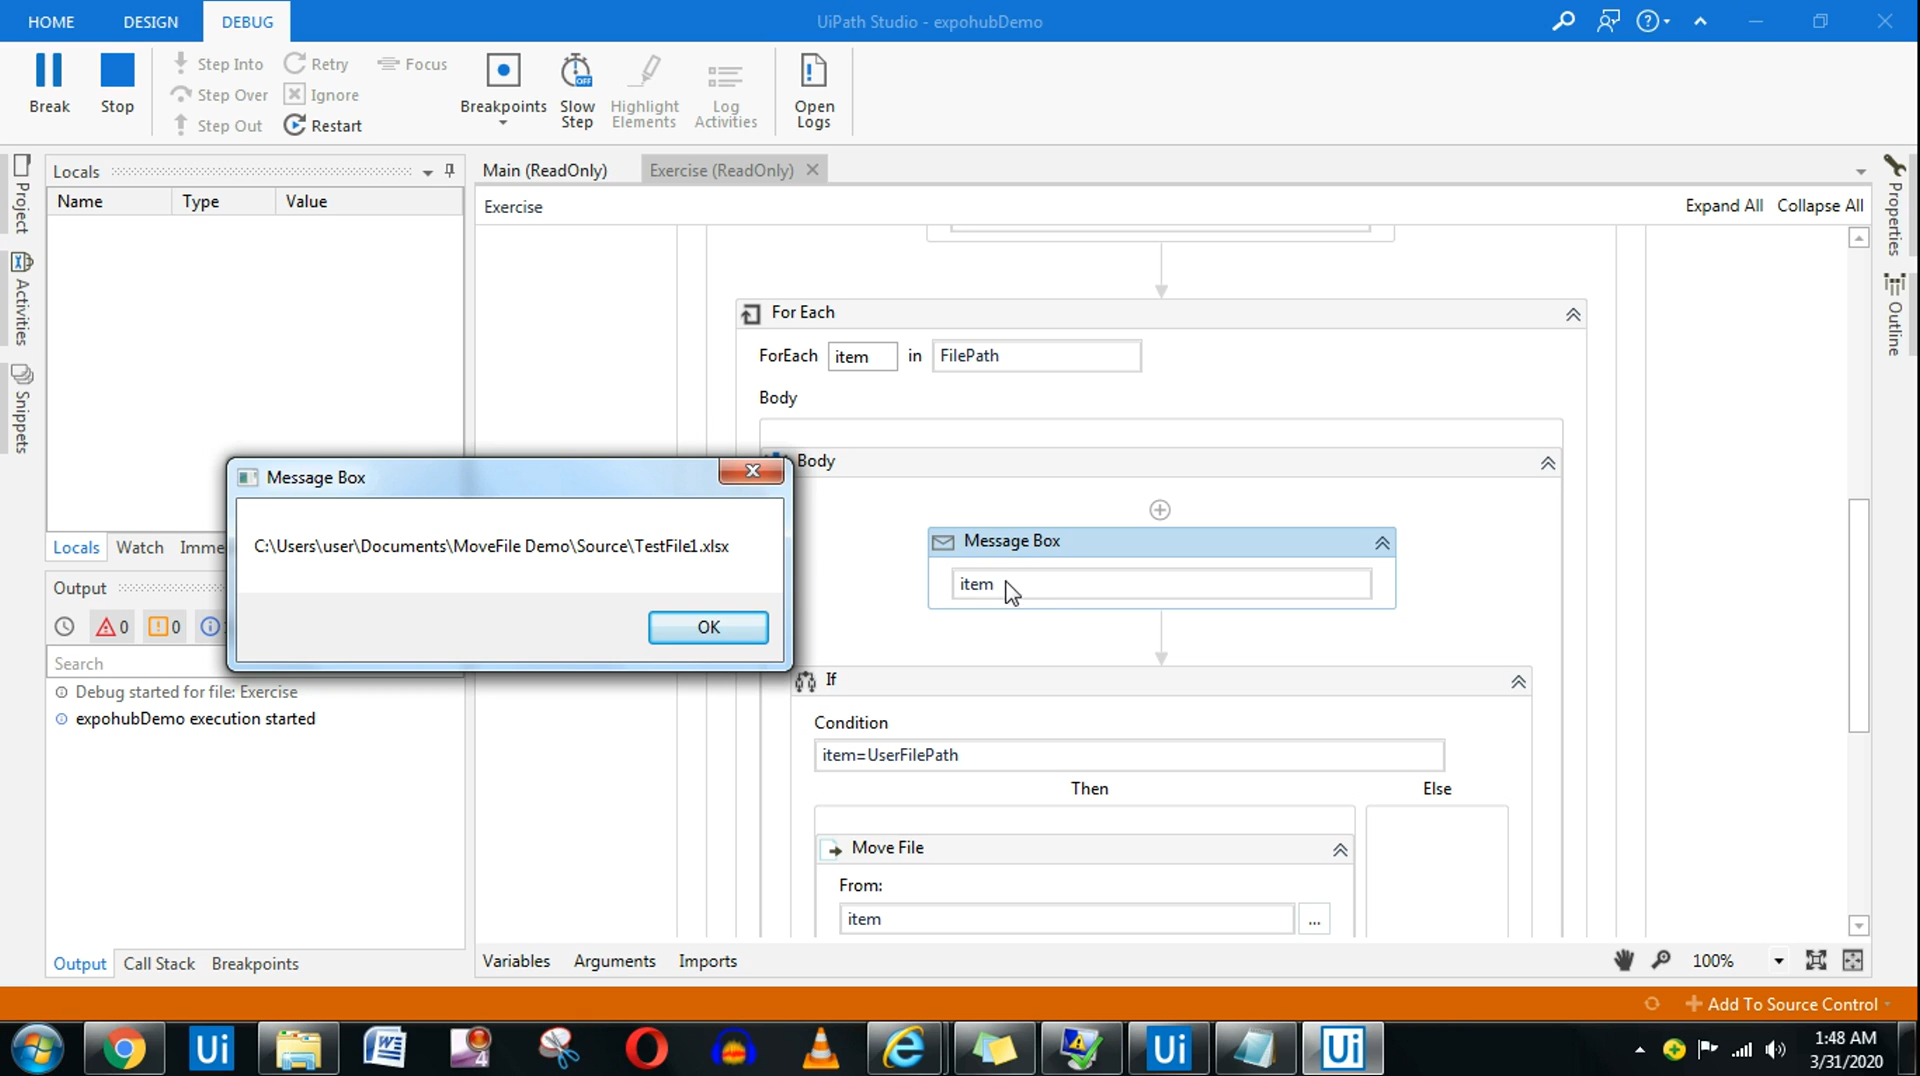 HOME DESIGN DEBUG UiPath Studio - expohubDemo
Break Stop Step Into Step Over Step Out Retry Ignore Restart Focus Breakpoints Slow Step Highlight Elements Log Activities Open Logs
OFF
Project
Activities
Snippets
Locals
Name Type Value
Main (ReadOnly) Exercise (ReadOnly)
Exercise Expand All Collapse All
Properties
Outline
For Each
ForEach item in FilePath
Body
Body
Message Box
C:\Users\user\Documents\MoveFile Demo\Source\TestFile1.xlsx
OK
Message Box
item
If
Condition
item=UserFilePath
Then Else
Move File
From:
item ...
Locals Watch Imme
Output
0 0
Search
Debug started for file: Exercise
expohubDemo execution started
Output Call Stack Breakpoints
Variables Arguments Imports 100%
Add To Source Control
Ui 4 Ui Ui
1:48 AM
3/31/2020